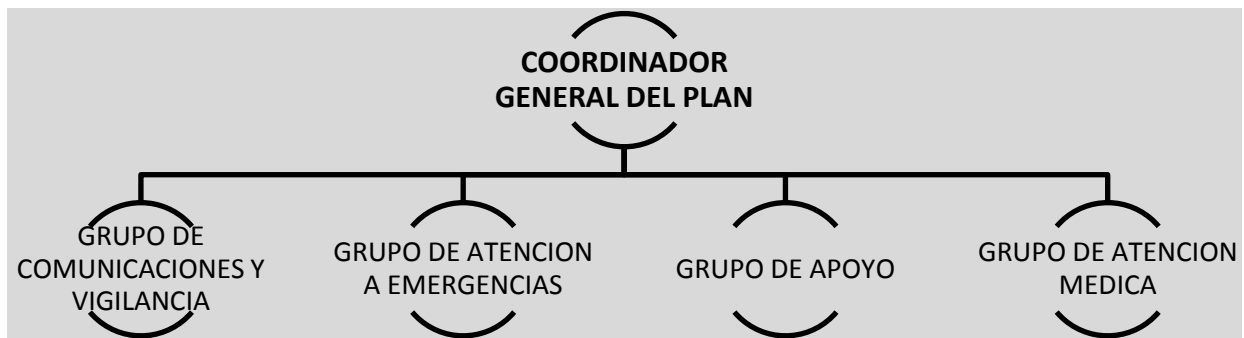 COORDINADOR
GENERAL DEL PLAN
GRUPO DE
COMUNICACIONES Y
VIGILANCIA
GRUPO DE ATENCION
A EMERGENCIAS
GRUPO DE APOYO
GRUPO DE ATENCION
MEDICA